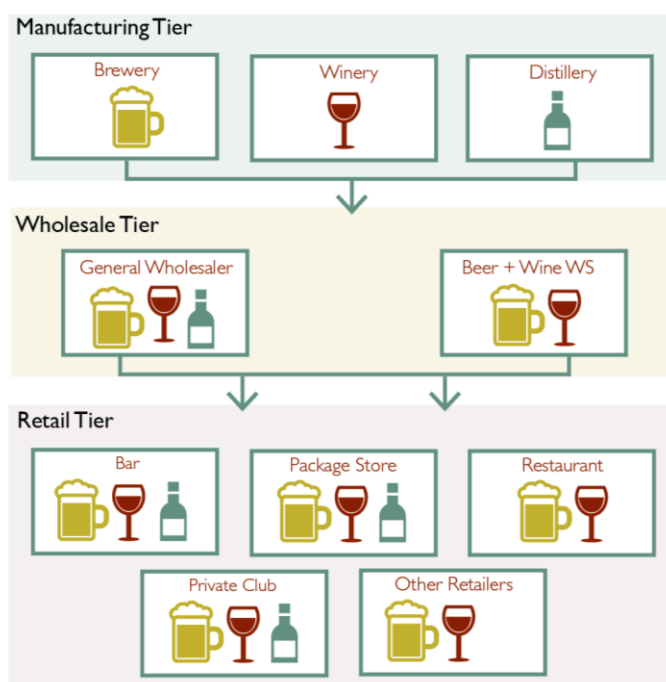 Manufacturing Tier
Brewery
Winery
Distillery
Wholesale Tier
General Wholesaler
Beer + Wine WS
Retail Tier
Bar
Package Store
Restaurant
Private Club
Other Retailers